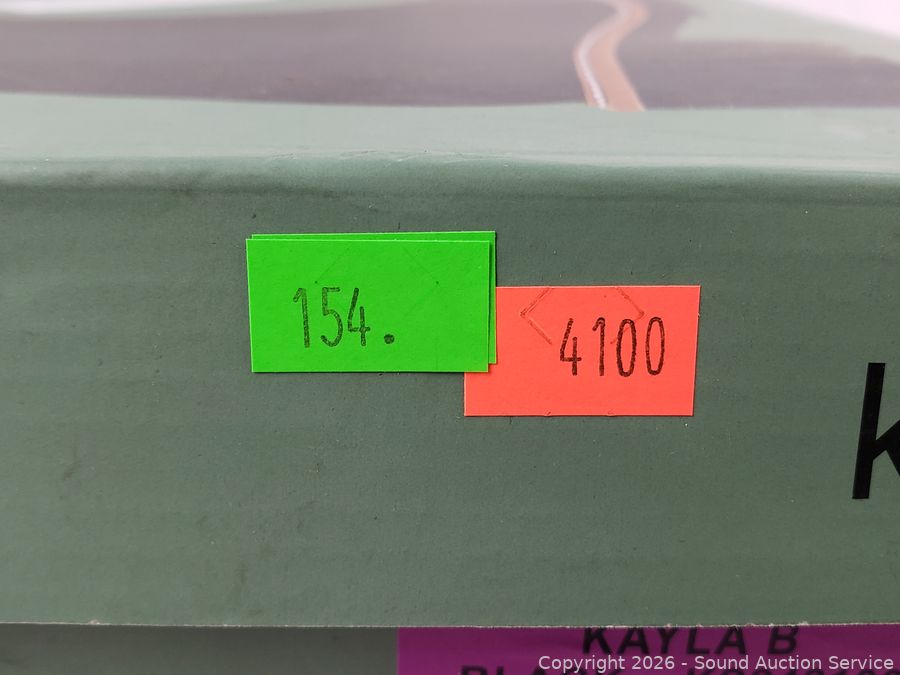 154.
4100
K
KAYLA B
Copyright © 2026 - Sound Auction Service